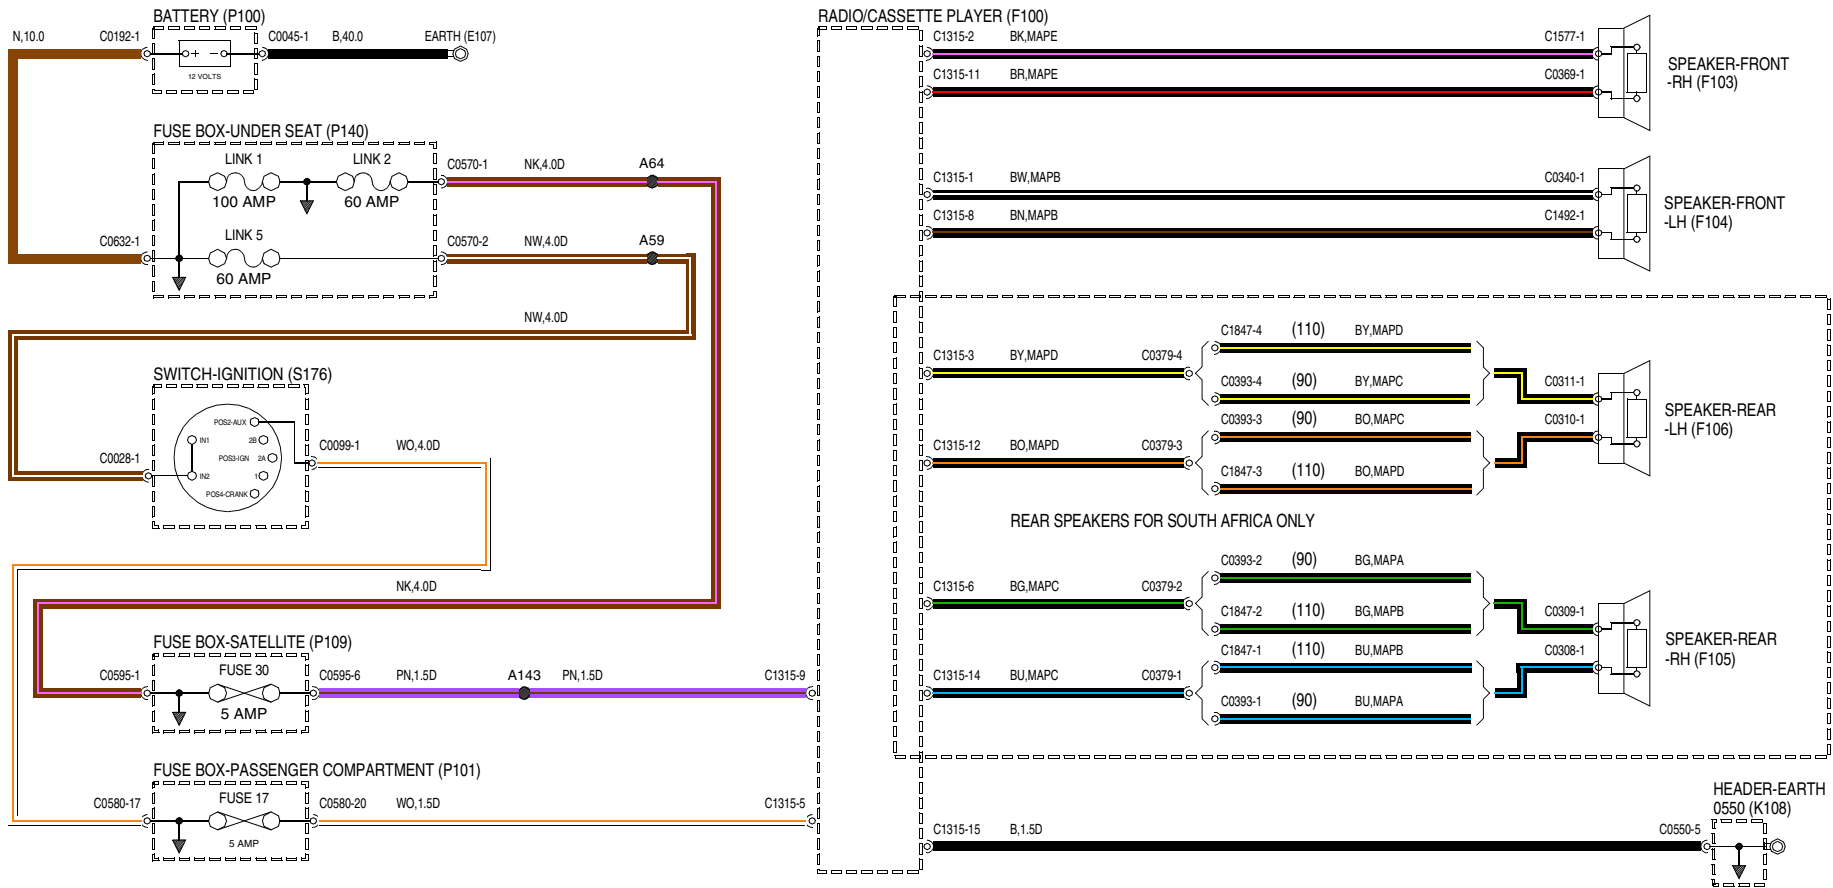 BATTERY (P100)
N,10.0
C0192-1
C0045-1
B,40.0
EARTH (E107)
+ −
12 VOLTS
FUSE BOX-UNDER SEAT (P140)
LINK 1
LINK 2
100 AMP
60 AMP
C0570-1
NK,4.0D
A64
LINK 5
60 AMP
C0632-1
C0570-2
NW,4.0D
A59
NW,4.0D
SWITCH-IGNITION (S176)
POS2-AUX
IN1
2B
POS3-IGN
2A
IN2
1
POS4-CRANK
C0028-1
C0099-1
WO,4.0D
NK,4.0D
FUSE BOX-SATELLITE (P109)
FUSE 30
5 AMP
C0595-1
C0595-6
PN,1.5D
A143
PN,1.5D
C1315-9
FUSE BOX-PASSENGER COMPARTMENT (P101)
FUSE 17
5 AMP
C0580-17
C0580-20
WO,1.5D
C1315-5
RADIO/CASSETTE PLAYER (F100)
C1315-2
BK,MAPE
C1577-1
C1315-11
BR,MAPE
C0369-1
SPEAKER-FRONT
-RH (F103)
C1315-1
BW,MAPB
C0340-1
C1315-8
BN,MAPB
C1492-1
SPEAKER-FRONT
-LH (F104)
C1315-3
BY,MAPD
C0379-4
C1847-4
(110)
BY,MAPD
C0393-4
(90)
BY,MAPC
C0311-1
C1315-12
BO,MAPD
C0379-3
C0393-3
(90)
BO,MAPC
C1847-3
(110)
BO,MAPD
C0310-1
SPEAKER-REAR
-LH (F106)
REAR SPEAKERS FOR SOUTH AFRICA ONLY
C1315-6
BG,MAPC
C0379-2
C0393-2
(90)
BG,MAPA
C1847-2
(110)
BG,MAPB
C0309-1
C1315-14
BU,MAPC
C0379-1
C1847-1
(110)
BU,MAPB
C0393-1
(90)
BU,MAPA
C0308-1
SPEAKER-REAR
-RH (F105)
C1315-15
B,1.5D
C0550-5
HEADER-EARTH
0550 (K108)